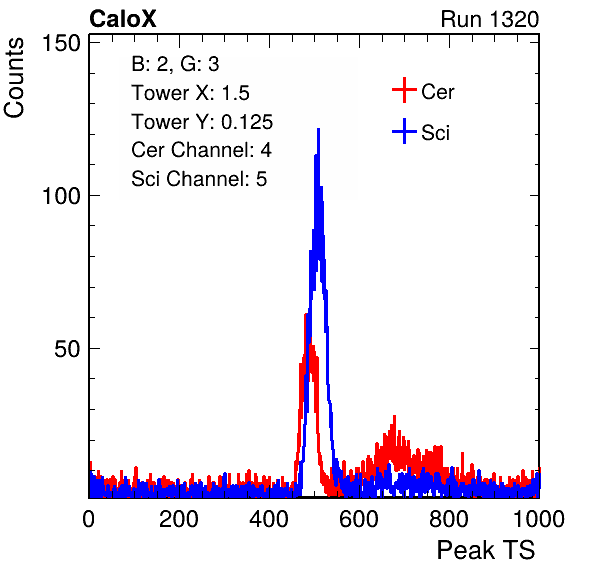 CaloX Run 1320
Counts
150
100
50
B: 2, G: 3
Tower X: 1.5
Tower Y: 0.125
Cer Channel: 4
Sci Channel: 5
Cer
Sci
0 200 400 600 800 1000
Peak TS